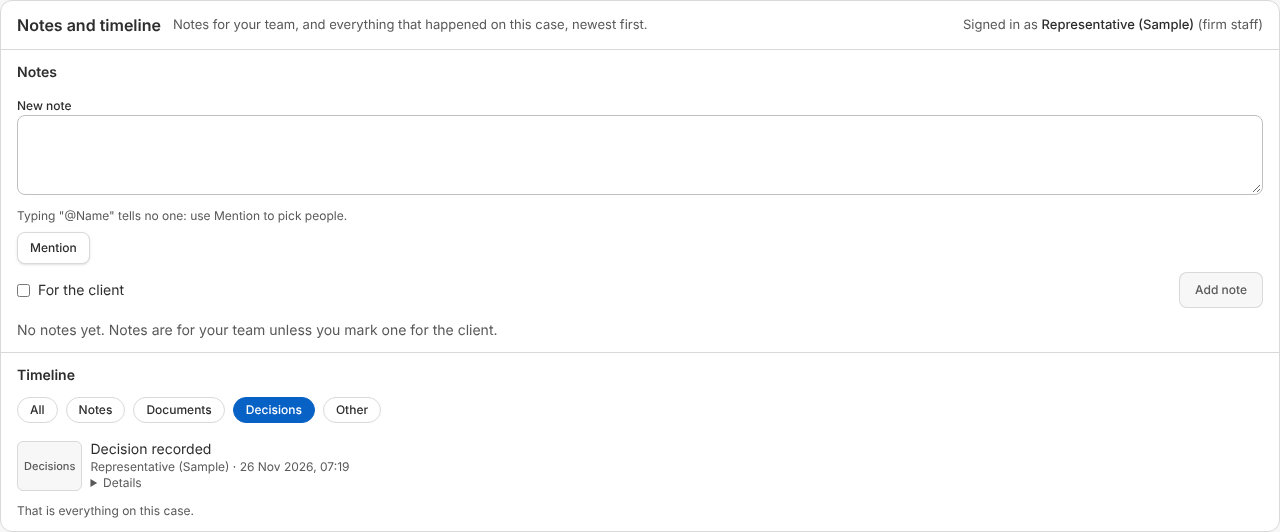 Notes and timeline Notes for your team, and everything that happened on this case, newest first. Signed in as Representative (Sample) (firm staff)
Notes
New note
Typing "@Name" tells no one: use Mention to pick people.
Mention
For the client Add note
No notes yet. Notes are for your team unless you mark one for the client.
Timeline
All Notes Documents Decisions Other
Decisions
Decision recorded
Representative (Sample) · 26 Nov 2026, 07:19
Details
That is everything on this case.